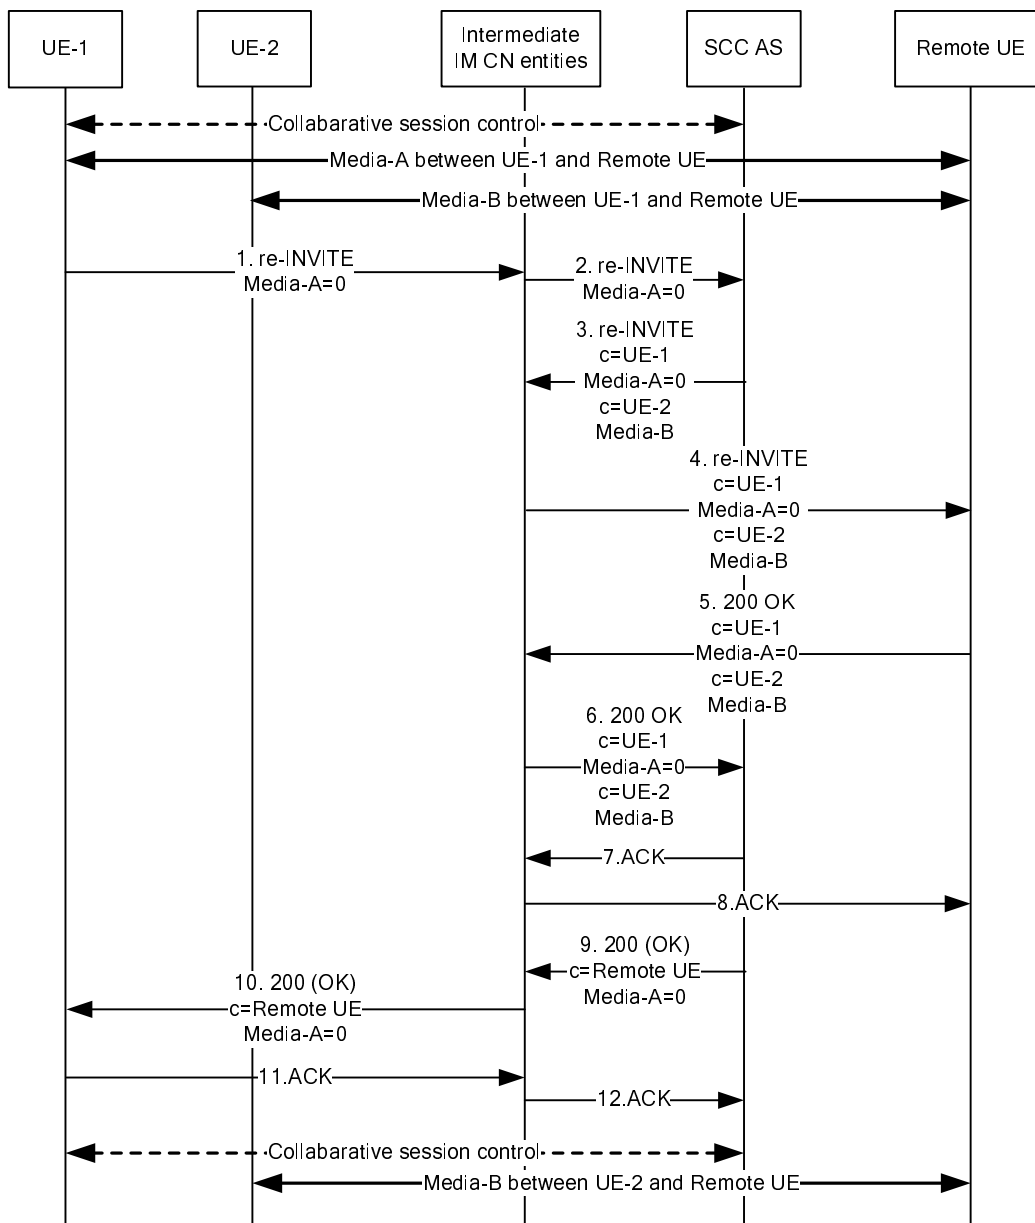 UE-1
UE-2
Intermediate
IM CN entities
SCC AS
Remote UE
Collabarative session control
Media-A between UE-1 and Remote UE
Media-B between UE-1 and Remote UE
1. re-INVITE
Media-A=0
2. re-INVITE
Media-A=0
3. re-INVITE
c=UE-1
Media-A=0
c=UE-2
Media-B
4. re-INVITE
c=UE-1
Media-A=0
c=UE-2
Media-B
5. 200 OK
c=UE-1
Media-A=0
c=UE-2
Media-B
6. 200 OK
c=UE-1
Media-A=0
c=UE-2
Media-B
7.ACK
8.ACK
9. 200 (OK)
c=Remote UE
Media-A=0
10. 200 (OK)
c=Remote UE
Media-A=0
11.ACK
12.ACK
Collabarative session control
Media-B between UE-2 and Remote UE